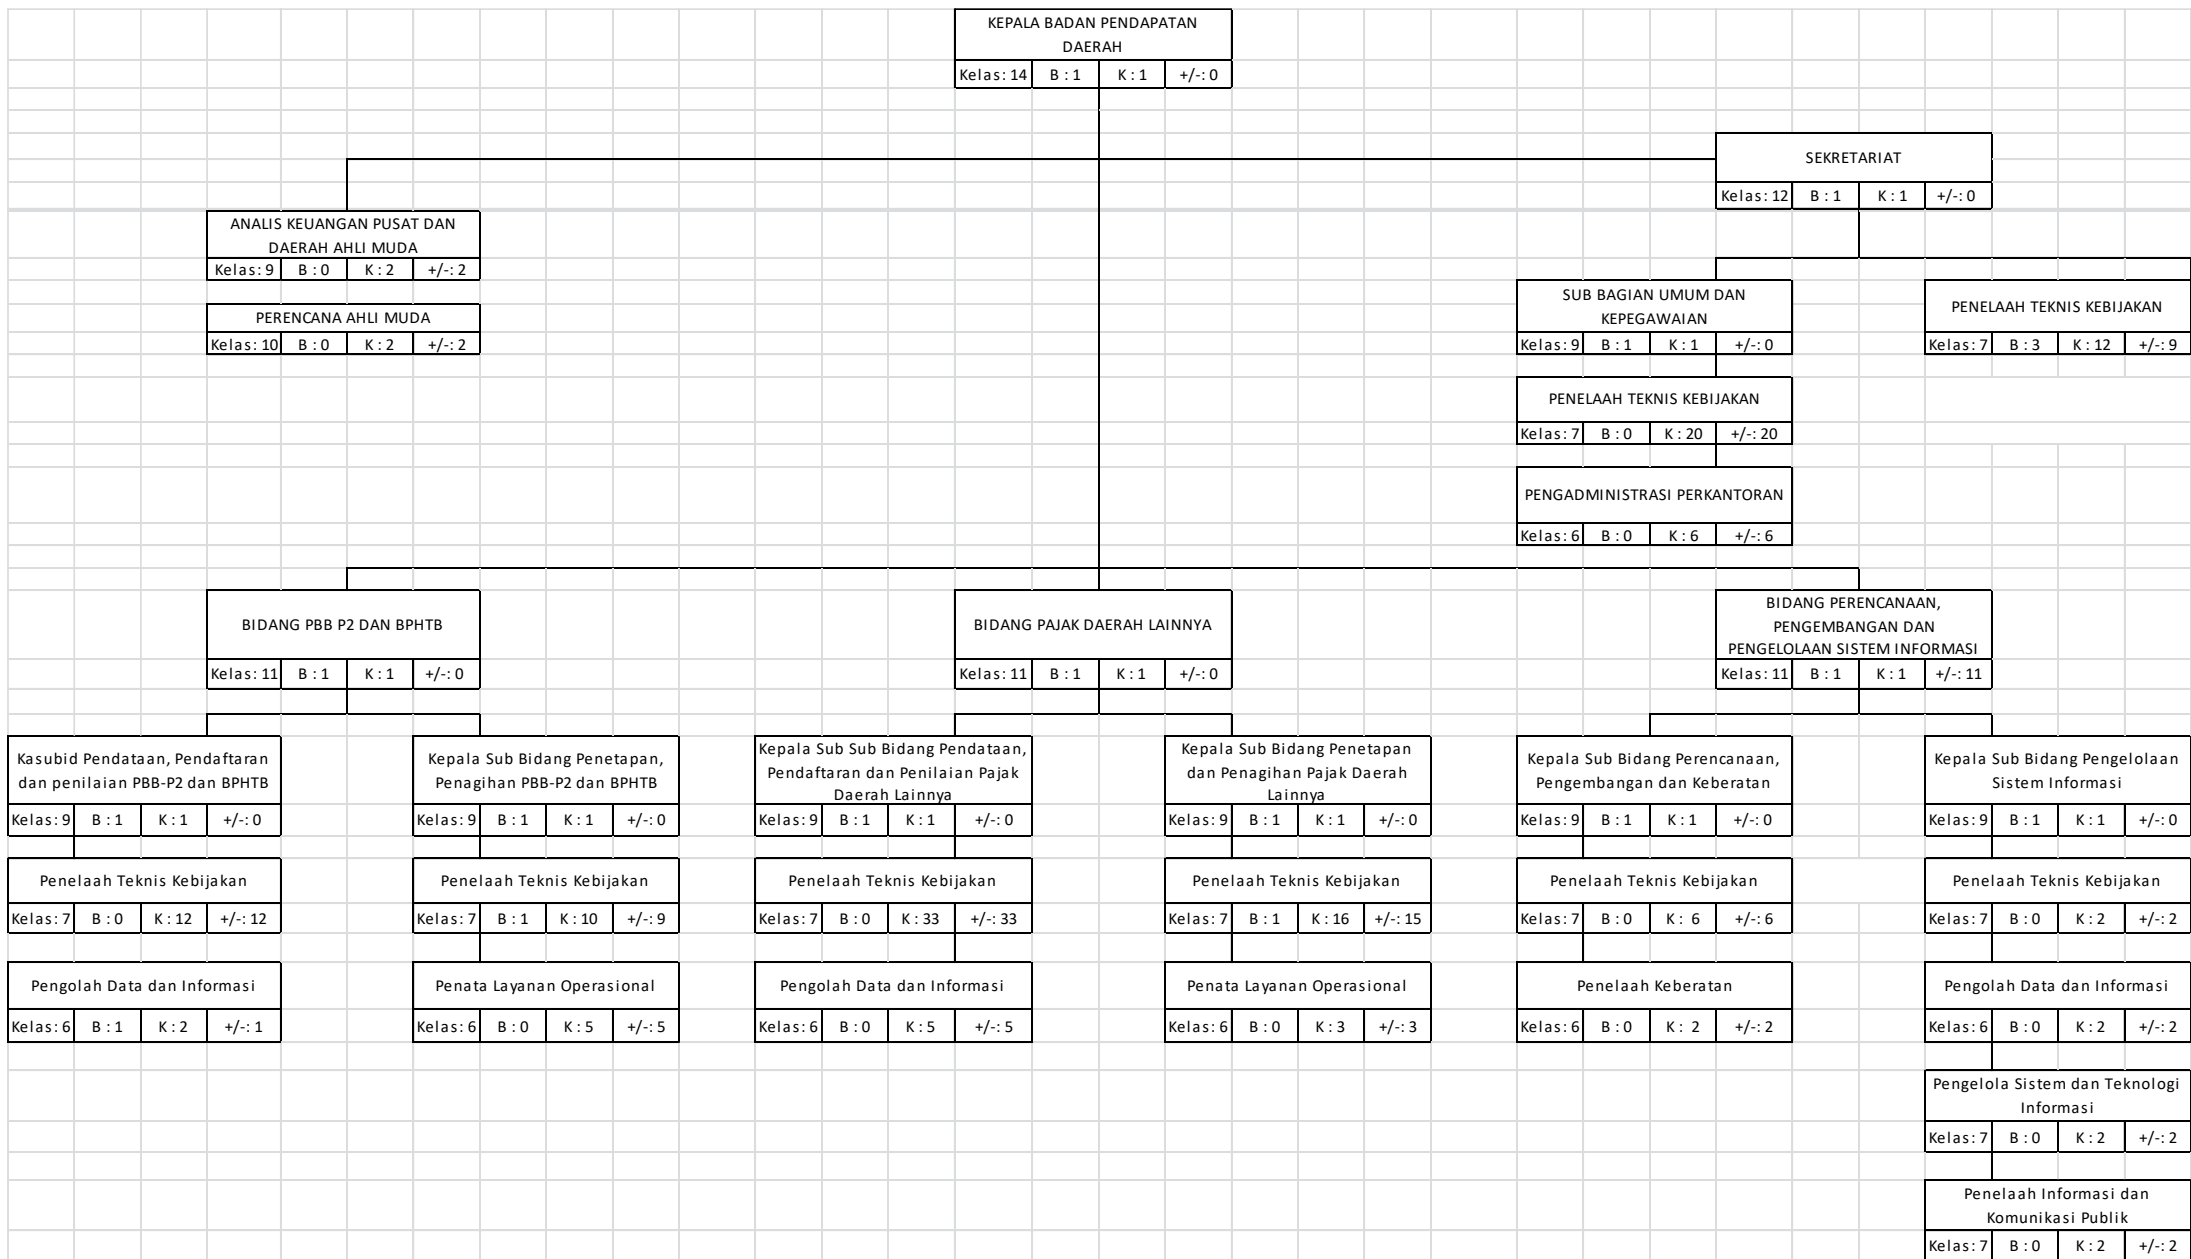 KEPALA BADAN PENDAPATAN
DAERAH
Kelas: 14 B : 1 K : 1 +/-: 0
SEKRETARIAT
Kelas: 12 B : 1 K : 1 +/-: 0
ANALIS KEUANGAN PUSAT DAN
DAERAH AHLI MUDA
Kelas: 9 B : 0 K : 2 +/-: 2
PERENCANA AHLI MUDA
Kelas: 10 B : 0 K : 2 +/-: 2
SUB BAGIAN UMUM DAN
KEPEGAWAIAN
Kelas: 9 B : 1 K : 1 +/-: 0
PENELAAH TEKNIS KEBIJAKAN
Kelas: 7 B : 3 K : 12 +/-: 9
PENELAAH TEKNIS KEBIJAKAN
Kelas: 7 B : 0 K : 20 +/-: 20
PENGADMINISTRASI PERKANTORAN
Kelas: 6 B : 0 K : 6 +/-: 6
BIDANG PBB P2 DAN BPHTB
Kelas: 11 B : 1 K : 1 +/-: 0
BIDANG PAJAK DAERAH LAINNYA
Kelas: 11 B : 1 K : 1 +/-: 0
BIDANG PERENCANAAN,
PENGEMBANGAN DAN
PENGELOLAAN SISTEM INFORMASI
Kelas: 11 B : 1 K : 1 +/-: 11
Kasubid Pendataan, Pendaftaran
dan penilaian PBB-P2 dan BPHTB
Kelas: 9 B : 1 K : 1 +/-: 0
Kepala Sub Bidang Penetapan,
Penagihan PBB-P2 dan BPHTB
Kelas: 9 B : 1 K : 1 +/-: 0
Kepala Sub Sub Bidang Pendataan,
Pendaftaran dan Penilaian Pajak
Daerah Lainnya
Kelas: 9 B : 1 K : 1 +/-: 0
Kepala Sub Bidang Penetapan
dan Penagihan Pajak Daerah
Lainnya
Kelas: 9 B : 1 K : 1 +/-: 0
Kepala Sub Bidang Perencanaan,
Pengembangan dan Keberatan
Kelas: 9 B : 1 K : 1 +/-: 0
Kepala Sub Bidang Pengelolaan
Sistem Informasi
Kelas: 9 B : 1 K : 1 +/-: 0
Penelaah Teknis Kebijakan
Kelas: 7 B : 0 K : 12 +/-: 12
Penelaah Teknis Kebijakan
Kelas: 7 B : 1 K : 10 +/-: 9
Penelaah Teknis Kebijakan
Kelas: 7 B : 0 K : 33 +/-: 33
Penelaah Teknis Kebijakan
Kelas: 7 B : 1 K : 16 +/-: 15
Penelaah Teknis Kebijakan
Kelas: 7 B : 0 K : 6 +/-: 6
Penelaah Teknis Kebijakan
Kelas: 7 B : 0 K : 2 +/-: 2
Pengolah Data dan Informasi
Kelas: 6 B : 1 K : 2 +/-: 1
Penata Layanan Operasional
Kelas: 6 B : 0 K : 5 +/-: 5
Pengolah Data dan Informasi
Kelas: 6 B : 0 K : 5 +/-: 5
Penata Layanan Operasional
Kelas: 6 B : 0 K : 3 +/-: 3
Penelaah Keberatan
Kelas: 6 B : 0 K : 2 +/-: 2
Pengolah Data dan Informasi
Kelas: 6 B : 0 K : 2 +/-: 2
Pengelola Sistem dan Teknologi
Informasi
Kelas: 7 B : 0 K : 2 +/-: 2
Penelaah Informasi dan
Komunikasi Publik
Kelas: 7 B : 0 K : 2 +/-: 2